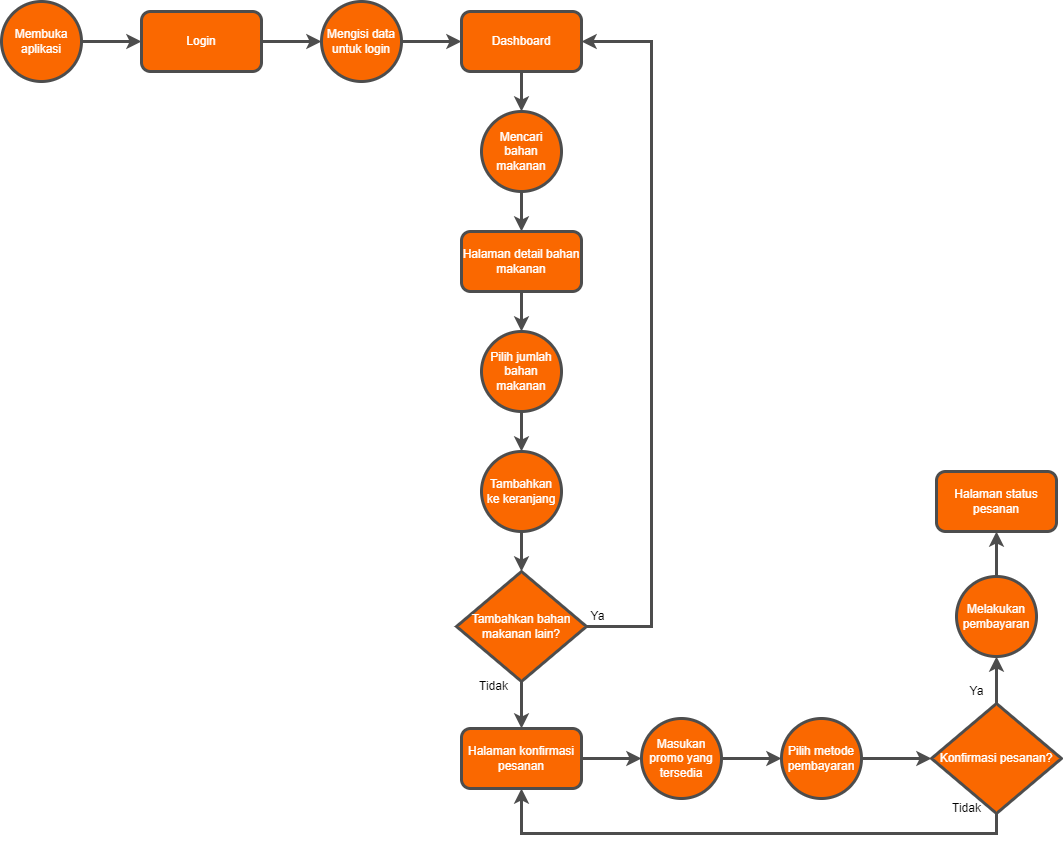 Membuka
aplikasi
Login
Mengisi data
untuk login
Dashboard
Mencari
bahan
makanan
Halaman detail bahan
makanan
Pilih jumlah
bahan
makanan
Tambahkan
ke keranjang
Tambahkan bahan
makanan lain?
Ya
Tidak
Halaman konfirmasi
pesanan
Masukan
promo yang
tersedia
Pilih metode
pembayaran
Konfirmasi pesanan?
Tidak
Ya
Melakukan
pembayaran
Halaman status
pesanan